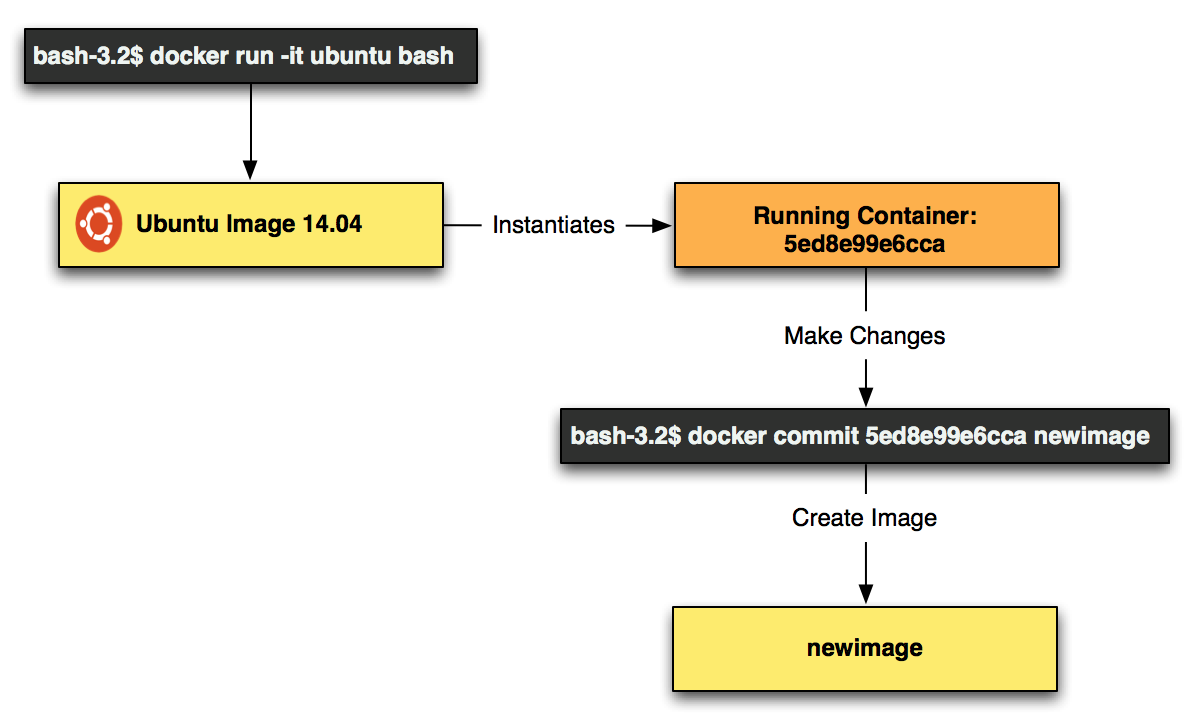 bash-3.2$ docker run -it ubuntu bash
Ubuntu Image 14.04
Instantiates
Running Container:
5ed8e99e6cca
Make Changes
bash-3.2$ docker commit 5ed8e99e6cca newimage
Create Image
newimage